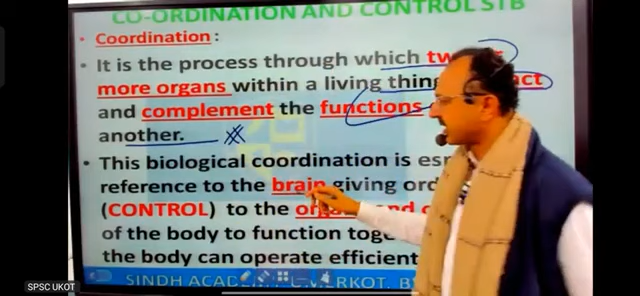 CO-ORDINATION AND CONTROL STB
• Coordination:
• It is the process through which
more organs within a living thing
and complement the functions
another.
• This biological coordination is
reference to the brain giving
(CONTROL) to the
of the body to function
the body can operate
SINDH
SPSC UKOT